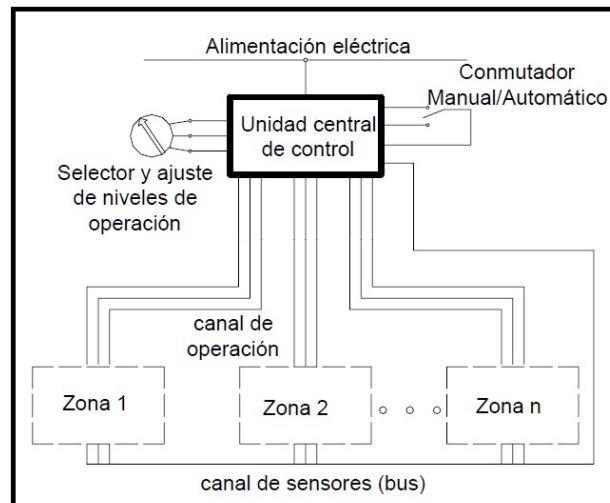 Alimentación eléctrica
Conmutador
Manual/Automático
Unidad central
de control
Selector y ajuste
de niveles de
operación
canal de
operación
Zona 1
Zona 2
Zona n
canal de sensores (bus)